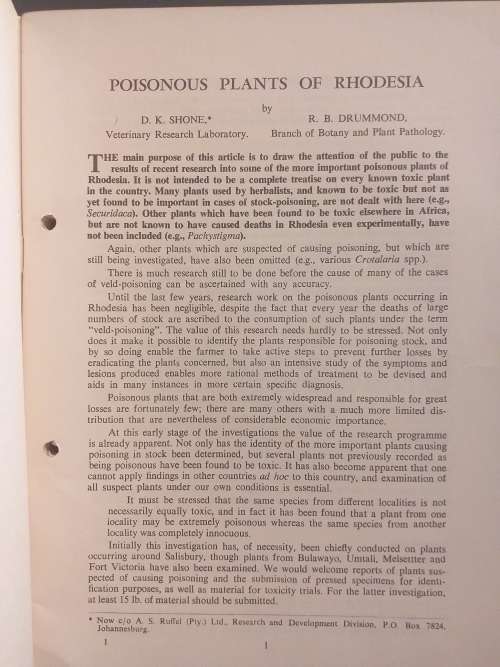 POISONOUS PLANTS OF RHODESIA
by
D. K. SHONE,*
Veterinary Research Laboratory.
R. B. DRUMMOND,
Branch of Botany and Plant Pathology.
THE main purpose of this article is to draw the attention of the public to the
results of recent research into some of the more important poisonous plants of
Rhodesia. It is not intended to be a complete treatise on every known toxic plant
in the country. Many plants used by herbalists, and known to be toxic but not as
yet found to be important in cases of stock-poisoning, are not dealt with here (e.g.,
Securidaca). Other plants which have been found to be toxic elsewhere in Africa,
but are not known to have caused deaths in Rhodesia even experimentally, have
not been included (e.g., Pachystigma).
Again, other plants which are suspected of causing poisoning, but which are
still being investigated, have also been omitted (e.g., various Crotalaria spp.).
There is much research still to be done before the cause of many of the cases
of veld-poisoning can be ascertained with any accuracy.
Until the last few years, research work on the poisonous plants occurring in
Rhodesia has been negligible, despite the fact that every year the deaths of large
numbers of stock are ascribed to the consumption of such plants under the term
"veld-poisoning". The value of this research needs hardly to be stressed. Not only
does it make it possible to identify the plants responsible for poisoning stock, and
by so doing enable the farmer to take active steps to prevent further losses by
eradicating the plants concerned, but also an intensive study of the symptoms and
lesions produced enables more rational methods of treatment to be devised and
aids in many instances in more certain specific diagnosis.
Poisonous plants that are both extremely widespread and responsible for great
losses are fortunately few; there are many others with a much more limited dis-
tribution that are nevertheless of considerable economic importance.
At this early stage of the investigations the value of the research programme
is already apparent. Not only has the identity of the more important plants causing
poisoning in stock been determined, but several plants not previously recorded as
being poisonous have been found to be toxic. It has also become apparent that one
cannot apply findings in other countries ad hoc to this country, and examination of
all suspect plants under our own conditions is essential.
It must be stressed that the same species from different localities is not
necessarily equally toxic, and in fact it has been found that a plant from one
locality may be extremely poisonous whereas the same species from another
locality was completely innocuous.
Initially this investigation has, of necessity, been chiefly conducted on plants
occurring around Salisbury, though plants from Bulawayo, Umtali, Melsetter and
Fort Victoria have also been examined. We would welcome reports of plants sus-
pected of causing poisoning and the submission of pressed specimens for identi-
fication purposes, as well as material for toxicity trials. For the latter investigation,
at least 15 lb. of material should be submitted.
* Now c/o A. S. Ruffel (Pty.) Ltd., Research and Development Division, P.O. Box 7824,
Johannesburg.
1
1